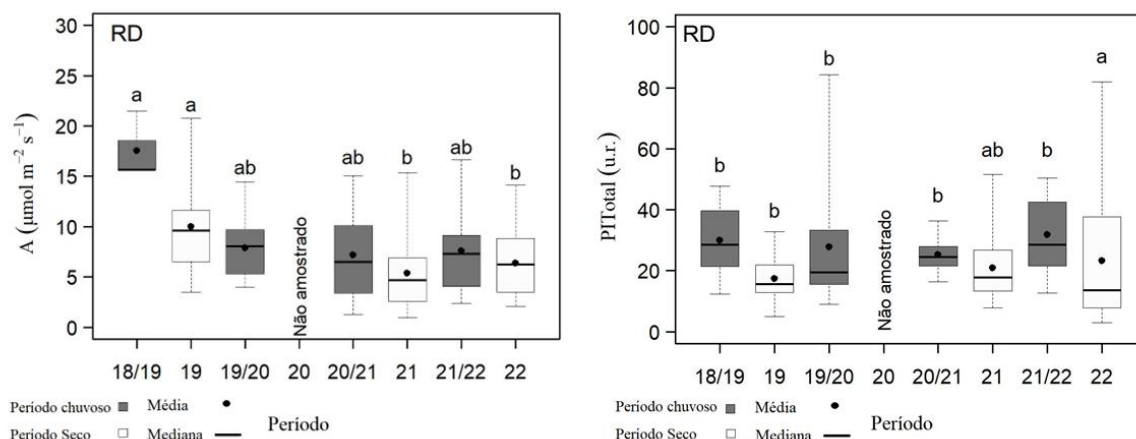 RD
30
25
20
15
10
5
0
A (μmol m⁻² s⁻¹)
a
a
ab
Não amostrado
ab
b
ab
b
18/19 19 19/20 20 20/21 21 21/22 22
Período chuvoso Média
Período Seco Mediana
Período
RD
100
80
60
40
20
0
PITotal (u.r.)
b
b
b
Não amostrado
b
ab
b
a
18/19 19 19/20 20 20/21 21 21/22 22
Período chuvoso Média
Período Seco Mediana
Período